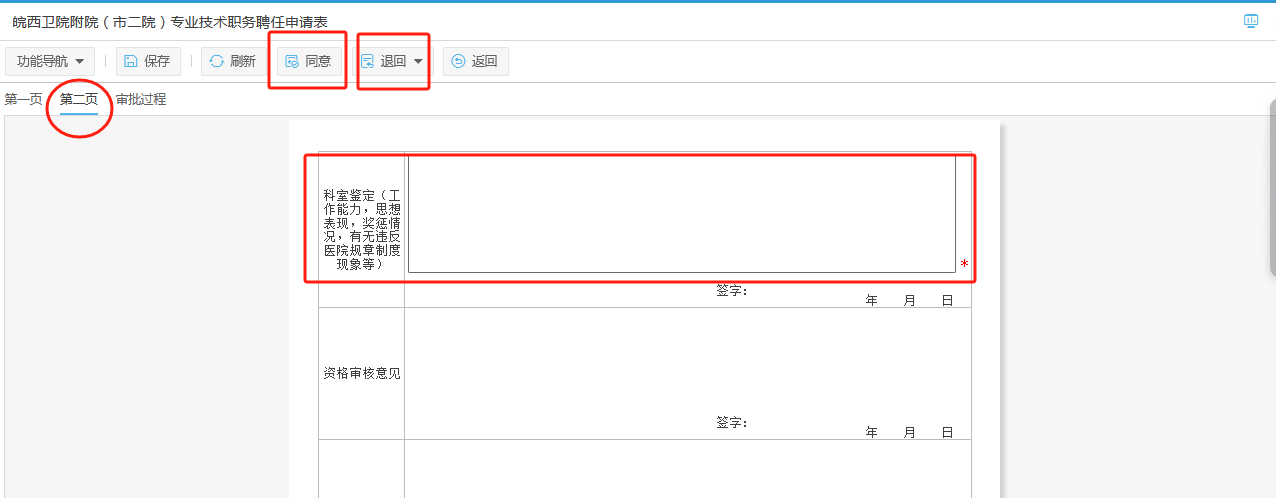 皖西卫院附院（市二院）专业技术职务聘任申请表
功能导航 保存 刷新 同意 退回 返回
第一页 第二页 审批过程
科室鉴定（工
作能力，思想
表现，奖惩情
况，有无违反
医院规章制度
现象等）
*
签字：
年 月 日
资格审核意见
签字：
年 月 日